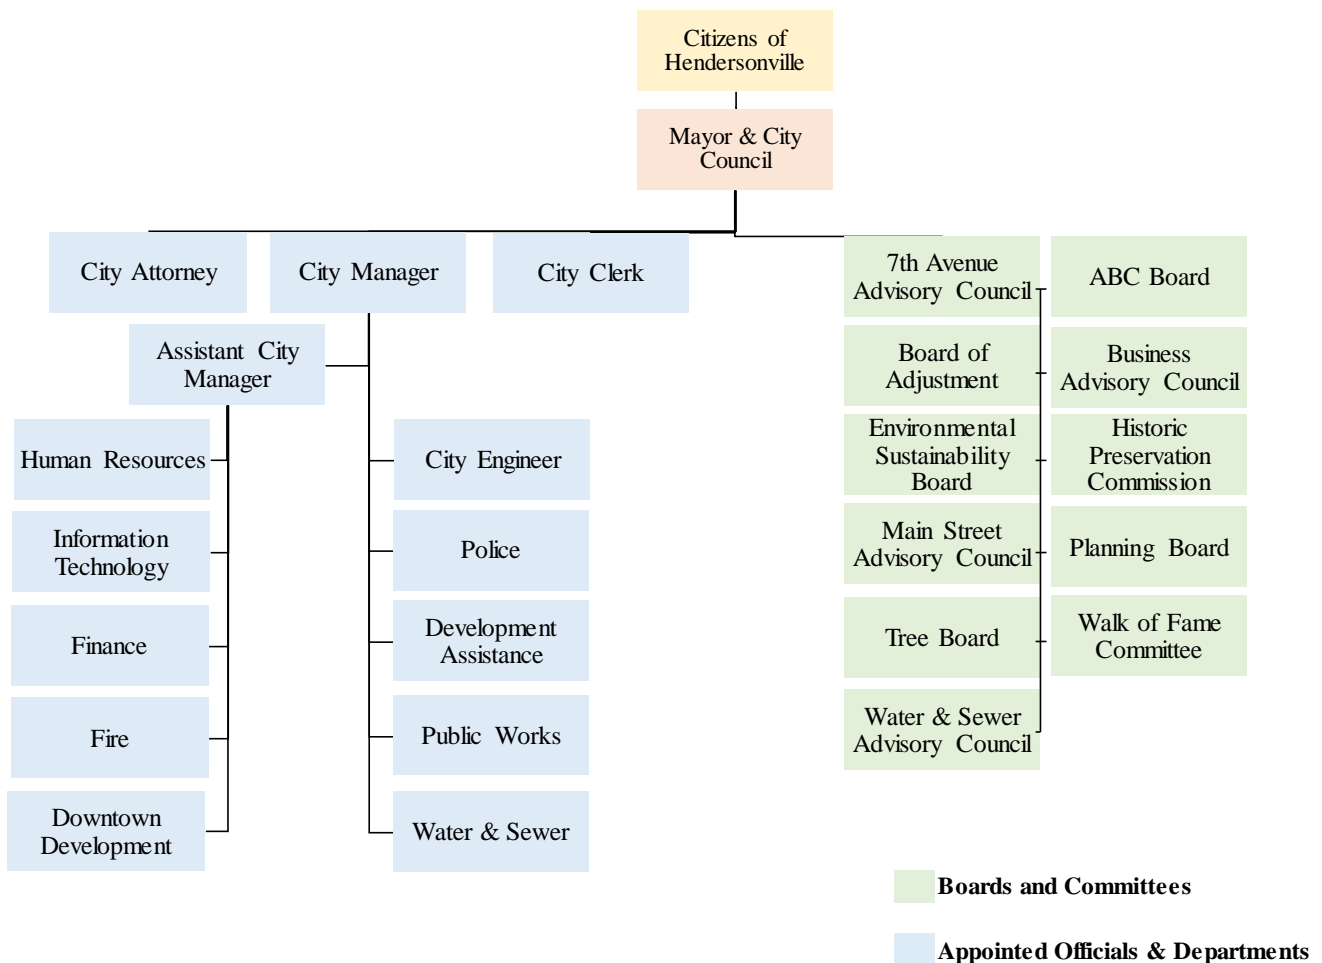 Citizens of
Hendersonville
Mayor & City
Council
City Attorney
City Manager
City Clerk
Assistant City
Manager
Human Resources
Information
Technology
Finance
Fire
Downtown
Development
City Engineer
Police
Development
Assistance
Public Works
Water & Sewer
7th Avenue
Advisory Council
ABC Board
Board of
Adjustment
Business
Advisory Council
Environmental
Sustainability
Board
Historic
Preservation
Commission
Main Street
Advisory Council
Planning Board
Tree Board
Walk of Fame
Committee
Water & Sewer
Advisory Council
Boards and Committees
Appointed Officials & Departments